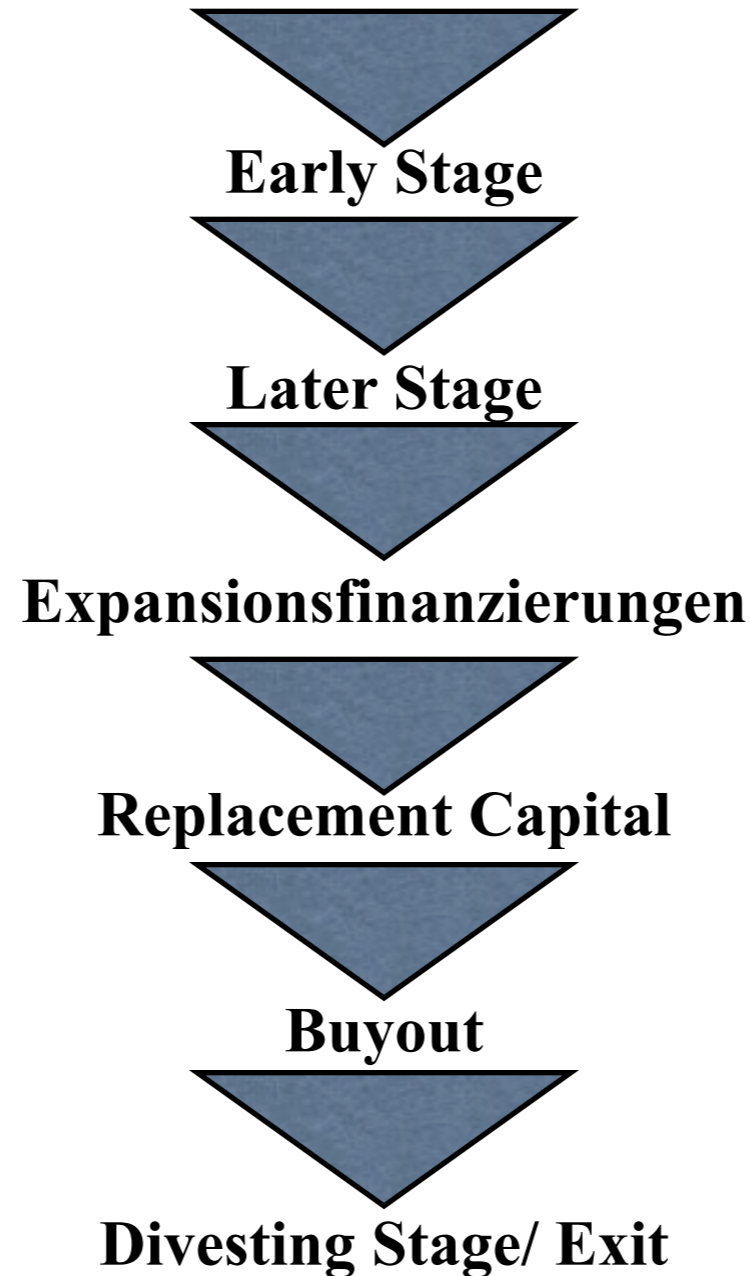 Early Stage
Later Stage
Expansionsfinanzierungen
Replacement Capital
Buyout
Divesting Stage/ Exit